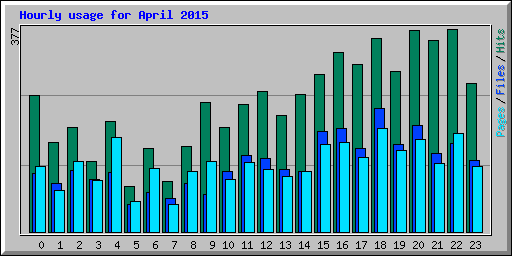 Hourly usage for April 2015
377
Pages / Files / Hits
0 1 2 3 4 5 6 7 8 9 10 11 12 13 14 15 16 17 18 19 20 21 22 23